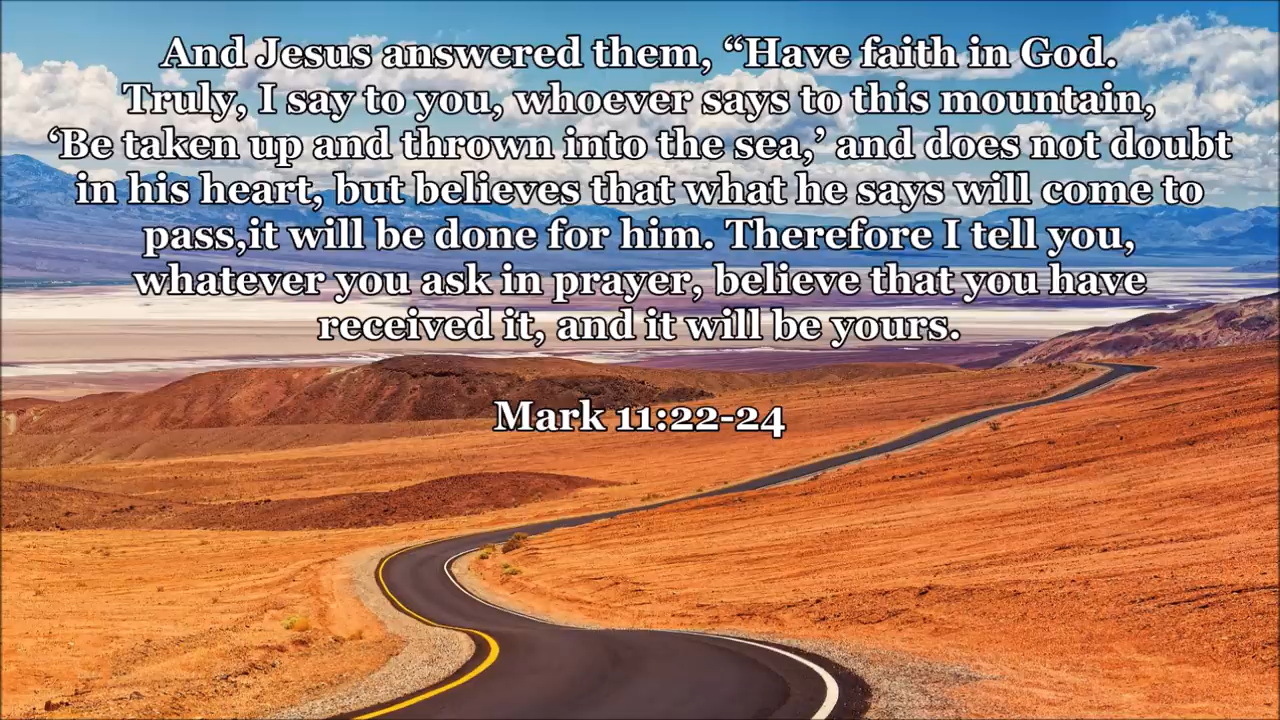 And Jesus answered them, “Have faith in God.
Truly, I say to you, whoever says to this mountain,
‘Be taken up and thrown into the sea,’ and does not doubt
in his heart, but believes that what he says will come to
pass,it will be done for him. Therefore I tell you,
whatever you ask in prayer, believe that you have
received it, and it will be yours.
Mark 11:22-24